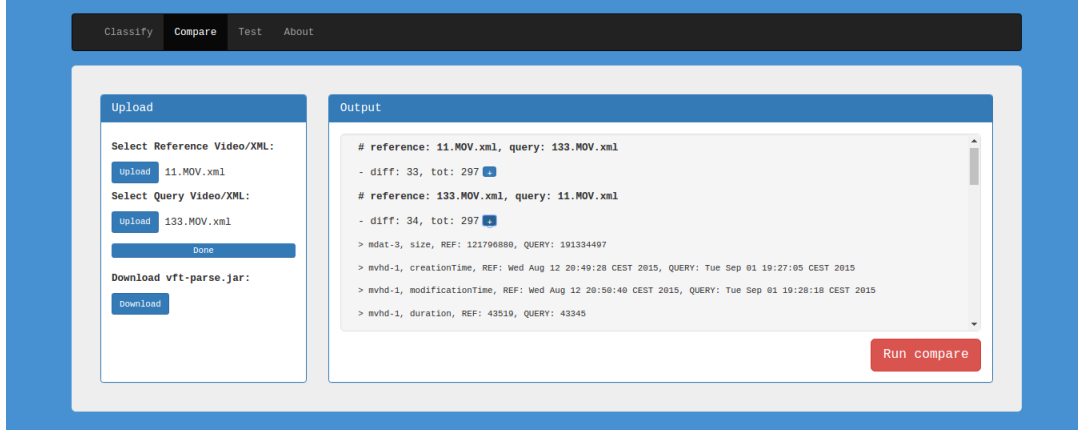 Classify Compare Test About
Upload
Select Reference Video/XML:
Upload 11.MOV.xml
Select Query Video/XML:
Upload 133.MOV.xml
Done
Download vft-parse.jar:
Download
Output
# reference: 11.MOV.xml, query: 133.MOV.xml
- diff: 33, tot: 297 +
# reference: 133.MOV.xml, query: 11.MOV.xml
- diff: 34, tot: 297 +
> mdat-3, size, REF: 121796880, QUERY: 191334497
> mvhd-1, creationTime, REF: Wed Aug 12 20:49:28 CEST 2015, QUERY: Tue Sep 01 19:27:05 CEST 2015
> mvhd-1, modificationTime, REF: Wed Aug 12 20:50:40 CEST 2015, QUERY: Tue Sep 01 19:28:18 CEST 2015
> mvhd-1, duration, REF: 43519, QUERY: 43345
Run compare